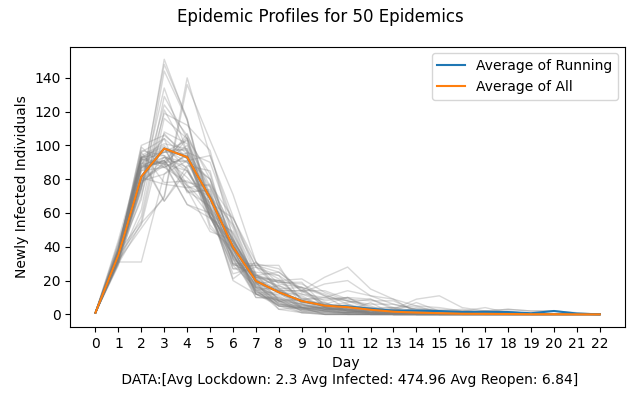 Epidemic Profiles for 50 Epidemics
Average of Running
Average of All
Newly Infected Individuals
140
120
100
80
60
40
20
0
0 1 2 3 4 5 6 7 8 9 10 11 12 13 14 15 16 17 18 19 20 21 22
Day
DATA:[Avg Lockdown: 2.3 Avg Infected: 474.96 Avg Reopen: 6.84]